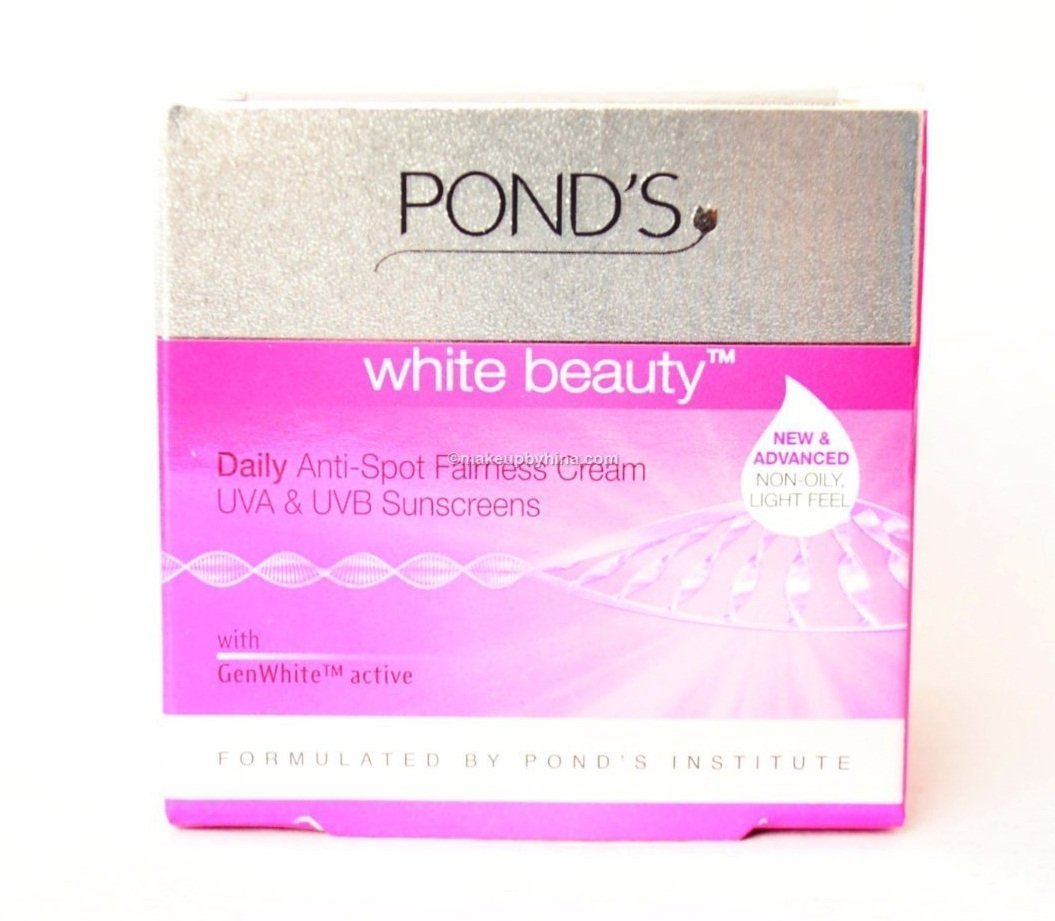 POND'S
white beauty™
NEW &
ADVANCED
NON-OILY,
LIGHT FEEL
©makeupbyhina.com
Daily Anti-Spot Fairness Cream
UVA & UVB Sunscreens
with
GenWhite™ active
FORMULATED BY POND'S INSTITUTE